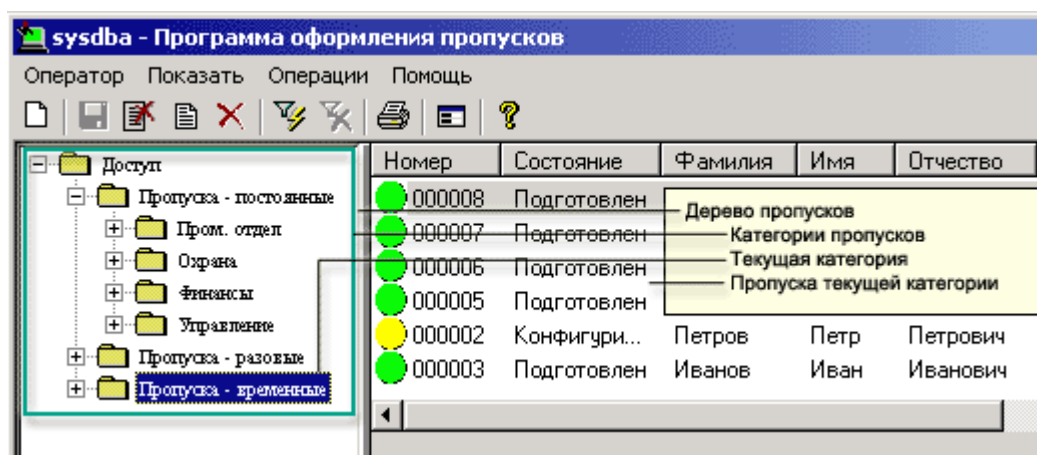 sysdba - Программа оформления пропусков
Оператор Показать Операции Помощь
Доступ
Пропуска - постоянные
Пром. отдел
Охрана
Финансы
Управление
Пропуска - разовые
Пропуска - временные
Номер Состояние Фамилия Имя Отчество
000008 Подготовлен
000007 Подготовлен
000006 Подготовлен
000005 Подготовлен
000002 Конфигури... Петров Петр Петрович
000003 Подготовлен Иванов Иван Иванович
Дерево пропусков
Категории пропусков
Текущая категория
Пропуска текущей категории